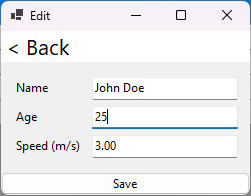 Edit
< Back
Name John Doe
Age 25
Speed (m/s) 3.00
Save